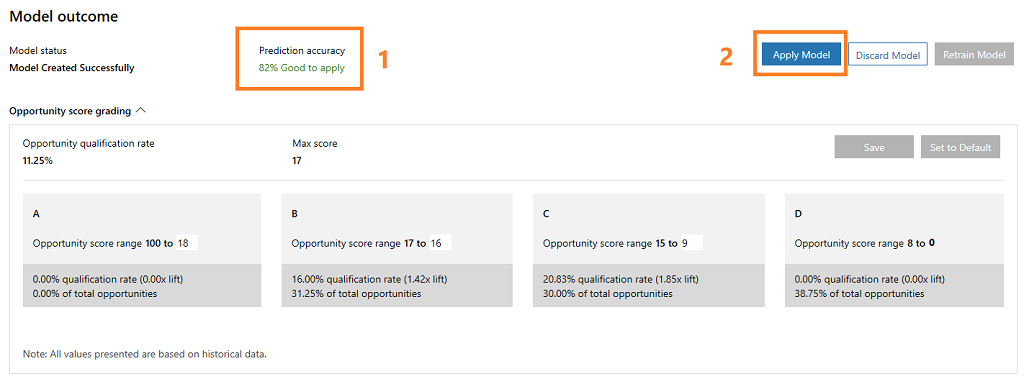 Model outcome
Model status
Model Created Successfully
Prediction accuracy
82% Good to apply
1
2
Apply Model
Discard Model
Retrain Model
Opportunity score grading
Opportunity qualification rate
11.25%
Max score
17
Save
Set to Default
A
Opportunity score range 100 to 18
0.00% qualification rate (0.00x lift)
0.00% of total opportunities
B
Opportunity score range 17 to 16
16.00% qualification rate (1.42x lift)
31.25% of total opportunities
C
Opportunity score range 15 to 9
20.83% qualification rate (1.85x lift)
30.00% of total opportunities
D
Opportunity score range 8 to 0
0.00% qualification rate (0.00x lift)
38.75% of total opportunities
Note: All values presented are based on historical data.